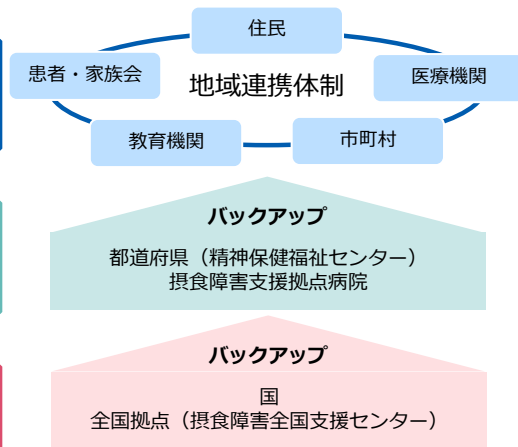 住民
患者・家族会
地域連携体制
医療機関
教育機関
市町村
バックアップ
都道府県（精神保健福祉センター）
摂食障害支援拠点病院
バックアップ
国
全国拠点（摂食障害全国支援センター）